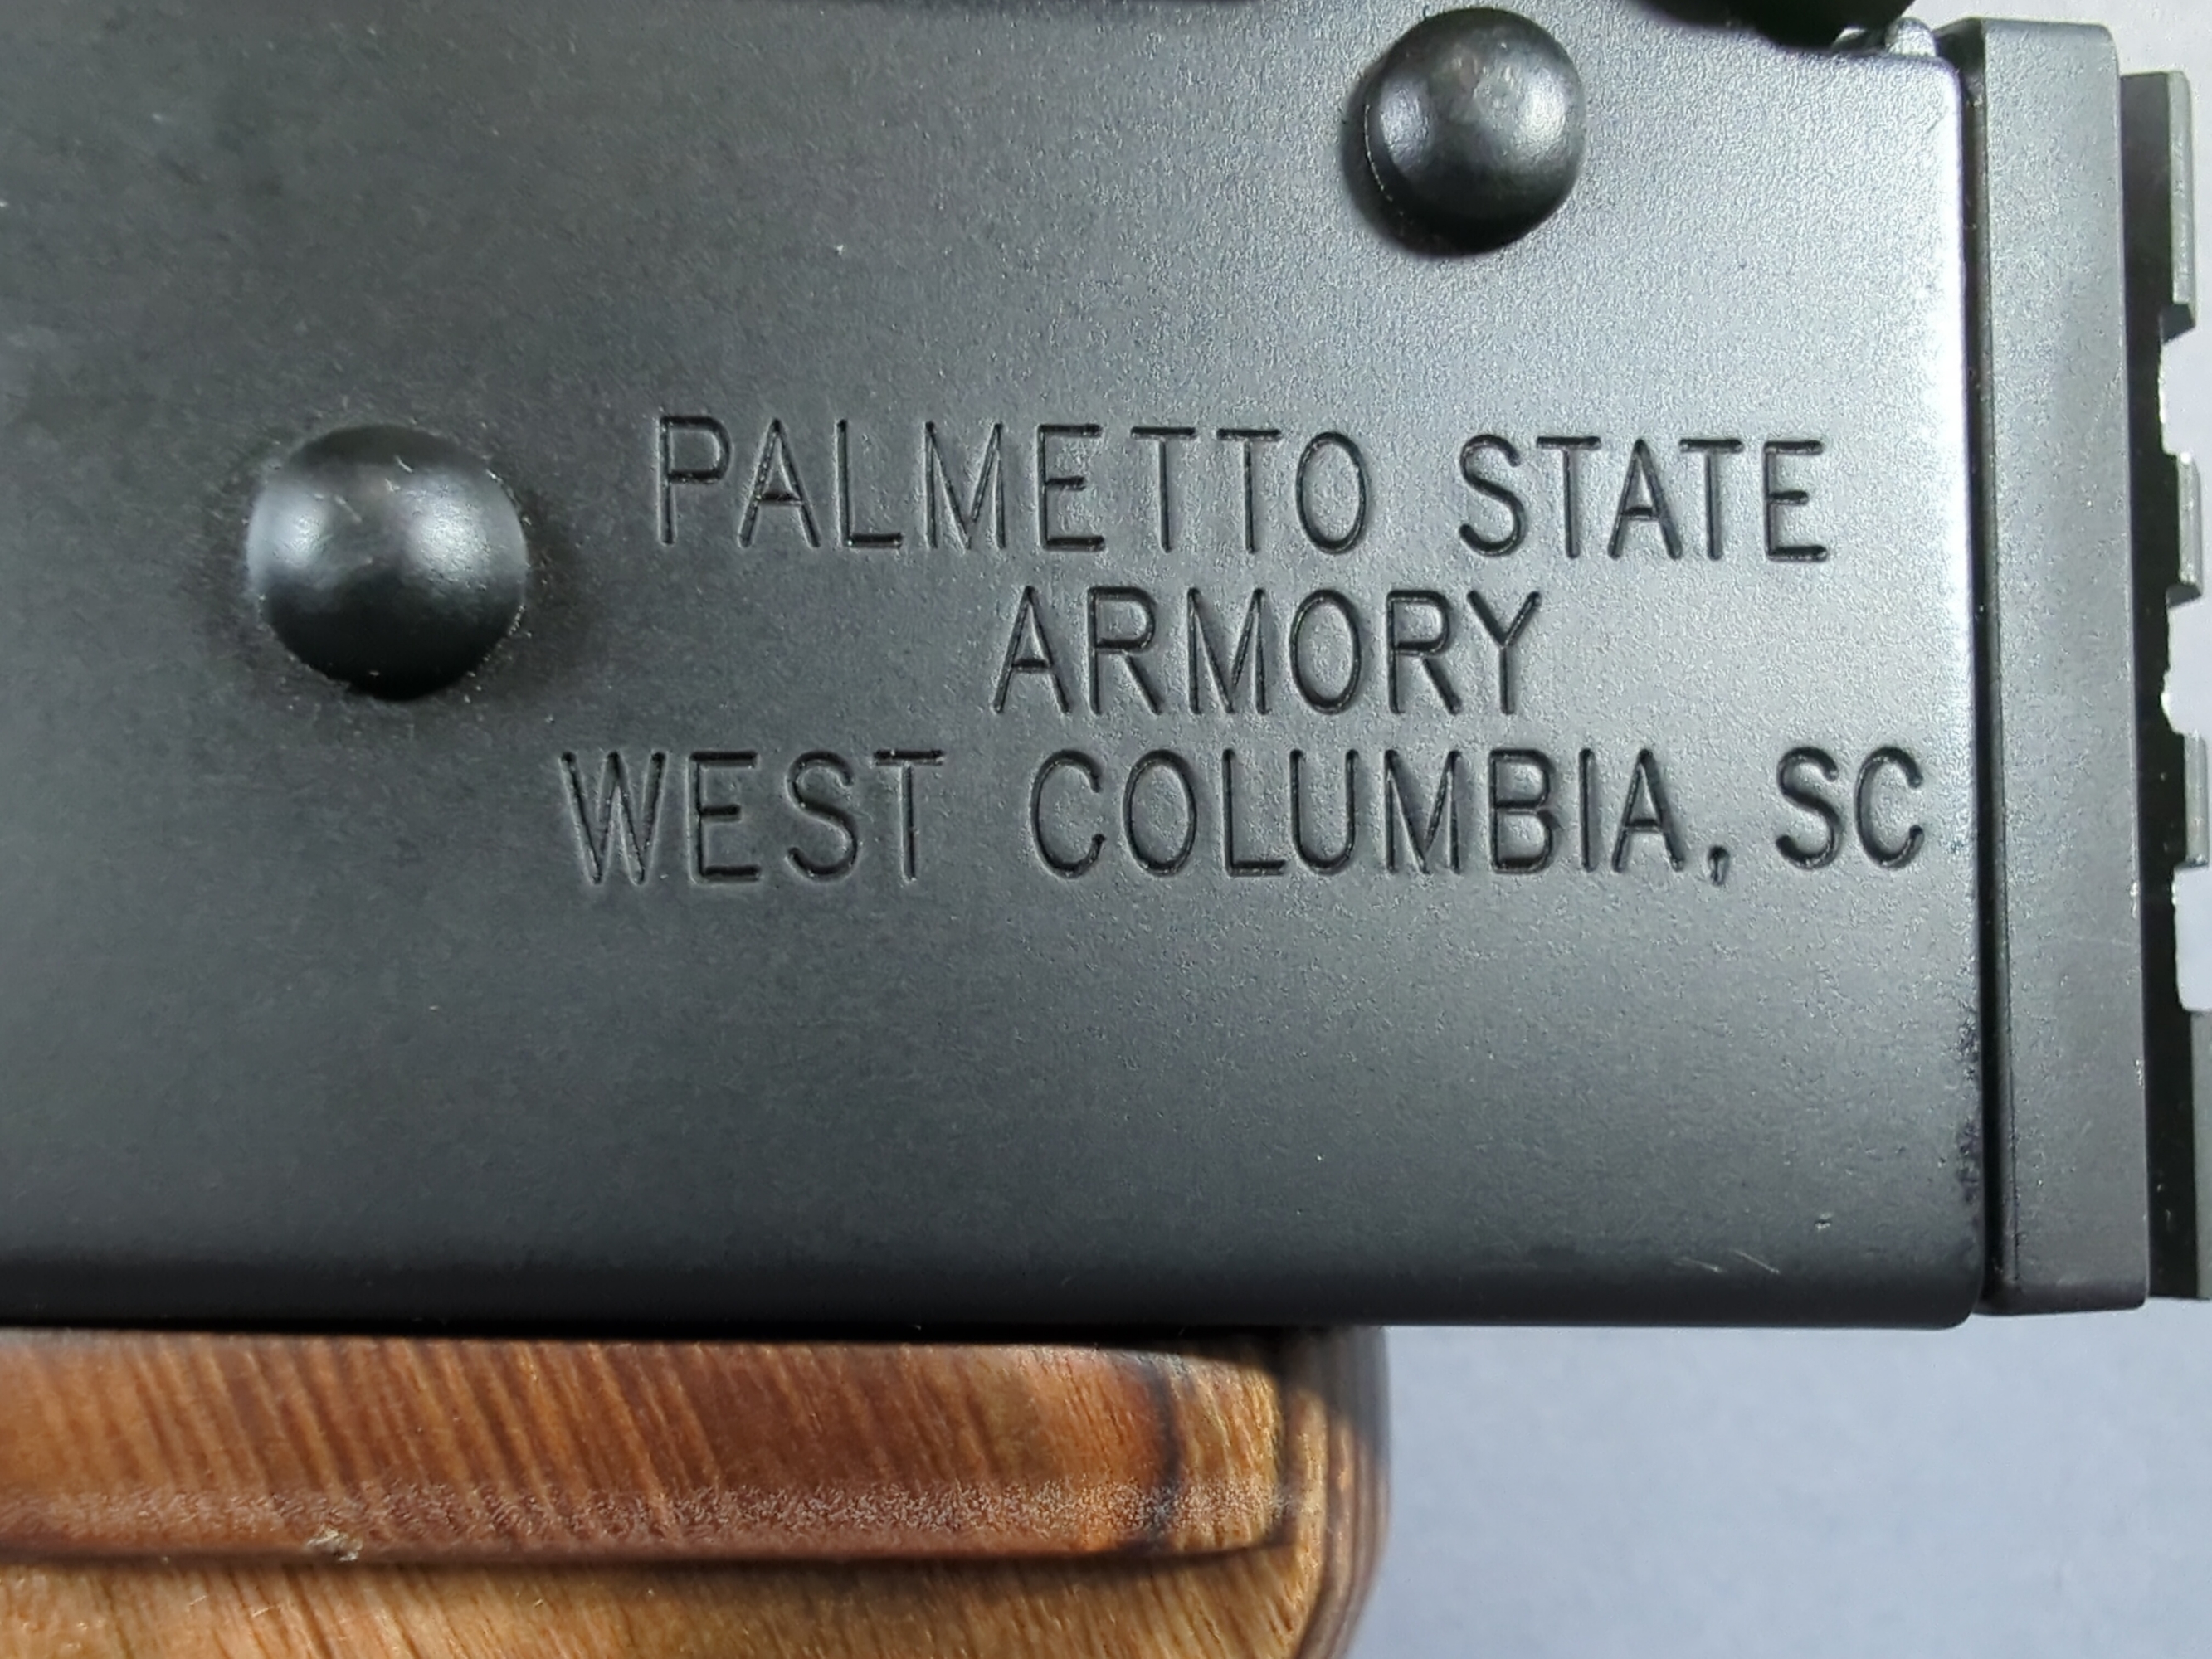 PALMETTO STATE
ARMORY
WEST COLUMBIA, SC